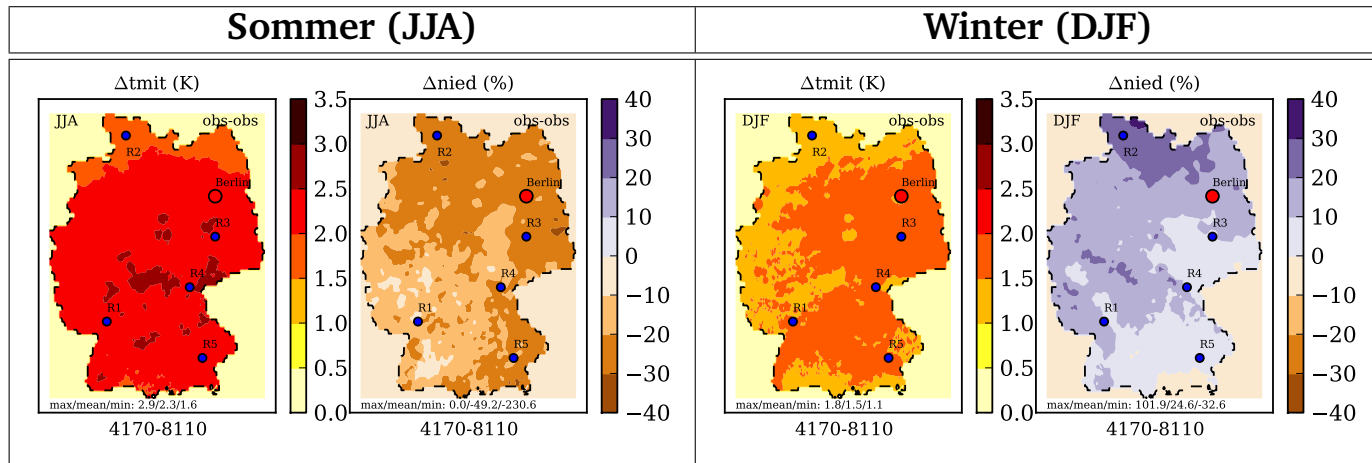 Sommer (JJA)
Winter (DJF)
Δtmit (K)
JJA
obs-obs
R2
Berlin
R3
R4
R1
R5
max/mean/min: 2.9/2.3/1.6
4170-8110
3.5
3.0
2.5
2.0
1.5
1.0
0.5
0.0
Δnied (%)
JJA
obs-obs
R2
Berlin
R3
R4
R1
R5
max/mean/min: 0.0/-49.2/-230.6
4170-8110
40
30
20
10
0
−10
−20
−30
−40
Δtmit (K)
DJF
obs-obs
R2
Berlin
R3
R4
R1
R5
max/mean/min: 1.8/1.5/1.1
4170-8110
3.5
3.0
2.5
2.0
1.5
1.0
0.5
0.0
Δnied (%)
DJF
obs-obs
R2
Berlin
R3
R4
R1
R5
max/mean/min: 101.9/24.6/-32.6
4170-8110
40
30
20
10
0
−10
−20
−30
−40